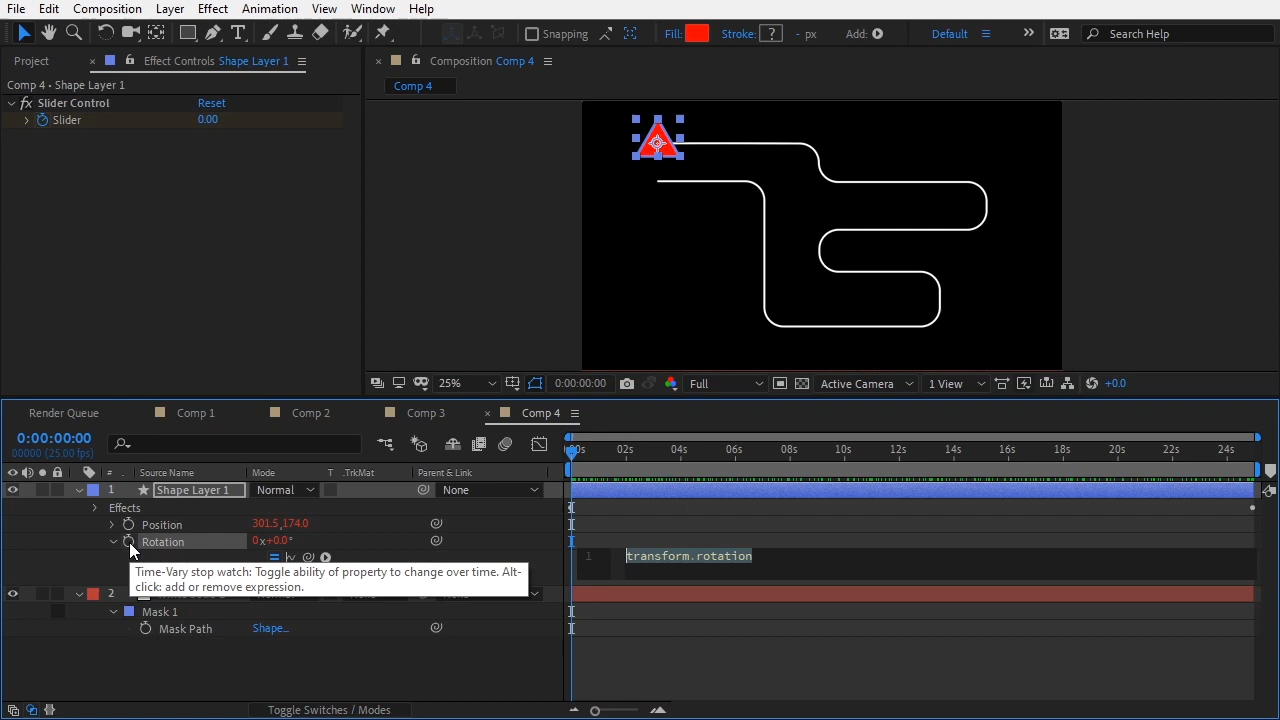 File Edit Composition Layer Effect Animation View Window Help
Snapping Fill: Stroke: ? - px Add: Default Search Help
Project Effect Controls Shape Layer 1 Composition Comp 4
Comp 4 • Shape Layer 1 Comp 4
fx Slider Control Reset
Slider 0.00
25% 0:00:00:00 Full Active Camera 1 View +0.0
Render Queue Comp 1 Comp 2 Comp 3 Comp 4
0:00:00:00
00000 (25.00 fps)
02s 04s 06s 08s 10s 12s 14s 16s 18s 20s 22s 24s
# Source Name Mode T .TrkMat Parent & Link
1 Shape Layer 1 Normal None
Effects
Position 301.5,174.0
Rotation 0x+0.0°
1 transform.rotation
Time-Vary stop watch: Toggle ability of property to change over time. Alt-
click: add or remove expression.
2
Mask 1
Mask Path Shape...
Toggle Switches / Modes